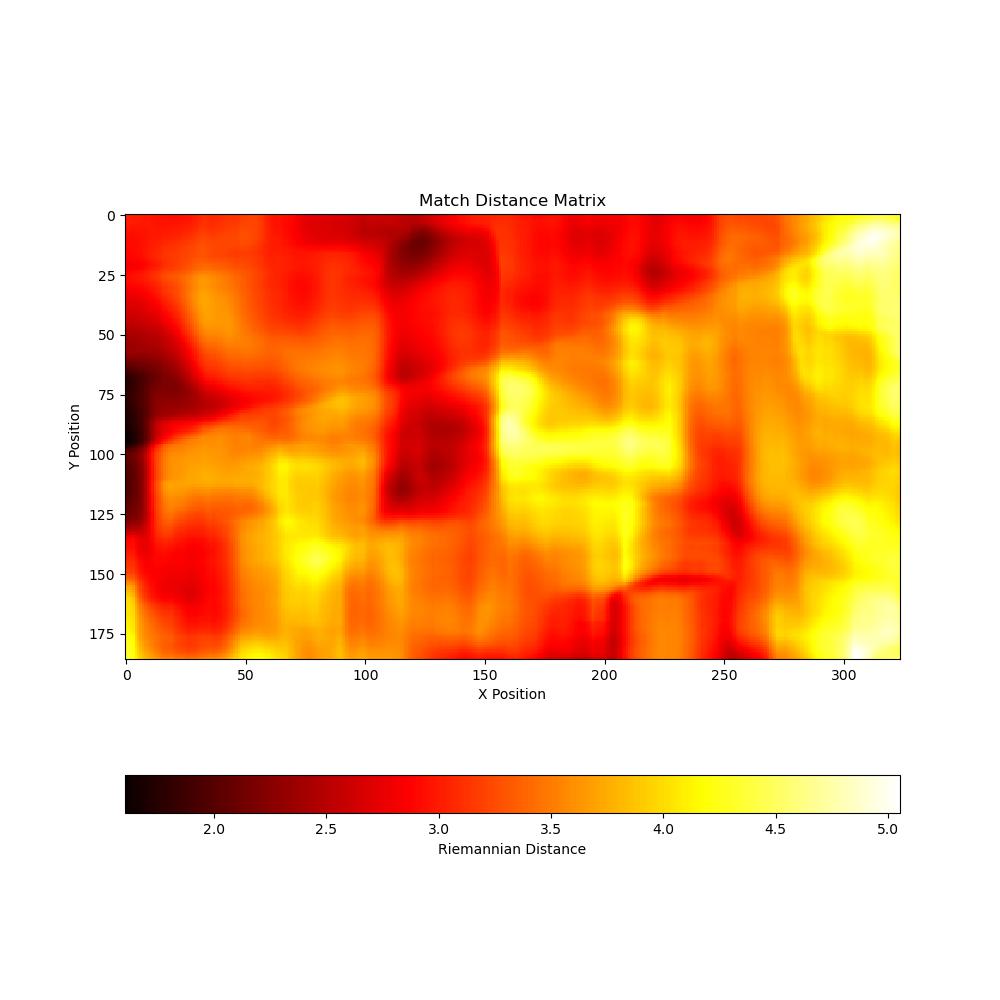 Match Distance Matrix
0
25
50
75
100
125
150
175
Y Position
0 50 100 150 200 250 300
X Position
2.0 2.5 3.0 3.5 4.0 4.5 5.0
Riemannian Distance